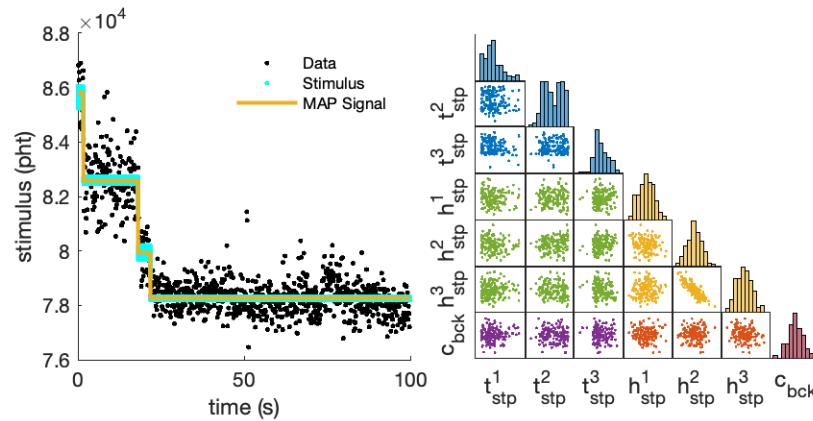 × 10⁴
8.8
8.6
8.4
8.2
8
7.8
7.6
0 50 100
time (s)
stimulus (pht)
Data
Stimulus
MAP Signal
t²stp
t³stp
h¹stp
h²stp
h³stp
cbck
t¹stp t²stp t³stp h¹stp h²stp h³stp cbck